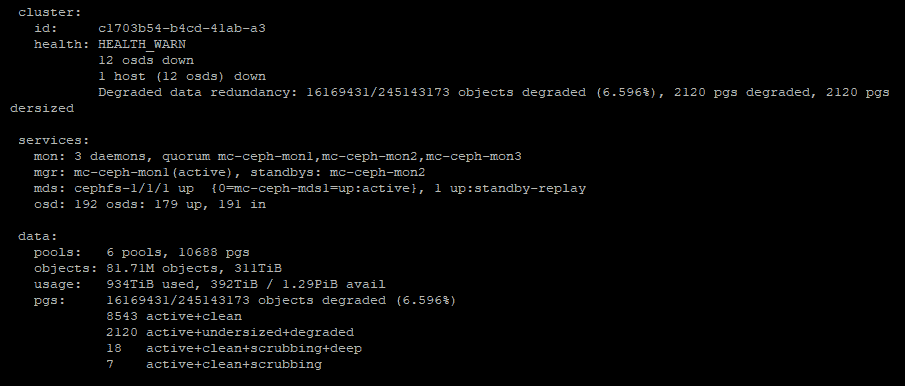 cluster:
id: c1703b54-b4cd-41ab-a3
health: HEALTH_WARN
12 osds down
1 host (12 osds) down
Degraded data redundancy: 16169431/245143173 objects degraded (6.596%), 2120 pgs degraded, 2120 pgs
dersized
services:
mon: 3 daemons, quorum mc-ceph-mon1,mc-ceph-mon2,mc-ceph-mon3
mgr: mc-ceph-mon1(active), standbys: mc-ceph-mon2
mds: cephfs-1/1/1 up {0=mc-ceph-mds1=up:active}, 1 up:standby-replay
osd: 192 osds: 179 up, 191 in
data:
pools: 6 pools, 10688 pgs
objects: 81.71M objects, 311TiB
usage: 934TiB used, 392TiB / 1.29PiB avail
pgs: 16169431/245143173 objects degraded (6.596%)
8543 active+clean
2120 active+undersized+degraded
18 active+clean+scrubbing+deep
7 active+clean+scrubbing